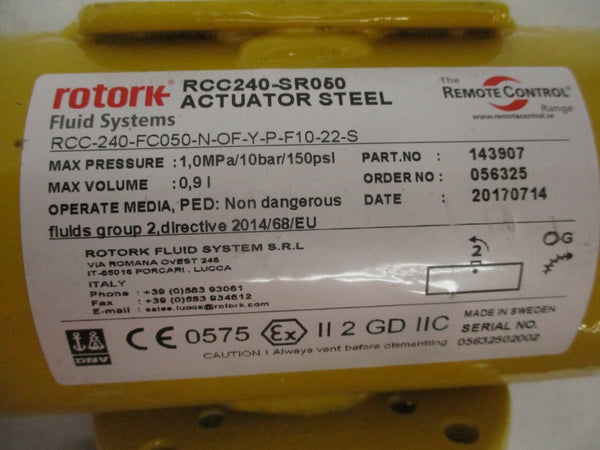 rotork
Fluid Systems
RCC240-SR050
ACTUATOR STEEL
The
REMOTE CONTROL
Range
www.remotecontrol.se
RCC-240-FC050-N-OF-Y-P-F10-22-S
MAX PRESSURE : 1,0MPa/10bar/150psi
PART.NO : 143907
MAX VOLUME : 0,9 l
ORDER NO : 056325
OPERATE MEDIA, PED: Non dangerous
DATE : 20170714
fluids group 2,directive 2014/68/EU
ROTORK FLUID SYSTEM S.R.L
VIA ROMANA OVEST 246
IT-55016 PORCARI, LUCCA
ITALY
Phone : +39 (0)583 93061
Fax : +39 (0)583 934612
E-mail : sales.lucca@rotork.com
2
G
DNV
CE 0575 Ex II 2 GD IIC
MADE IN SWEDEN
SERIAL NO.
05632502002
CAUTION ! Always vent before dismantling